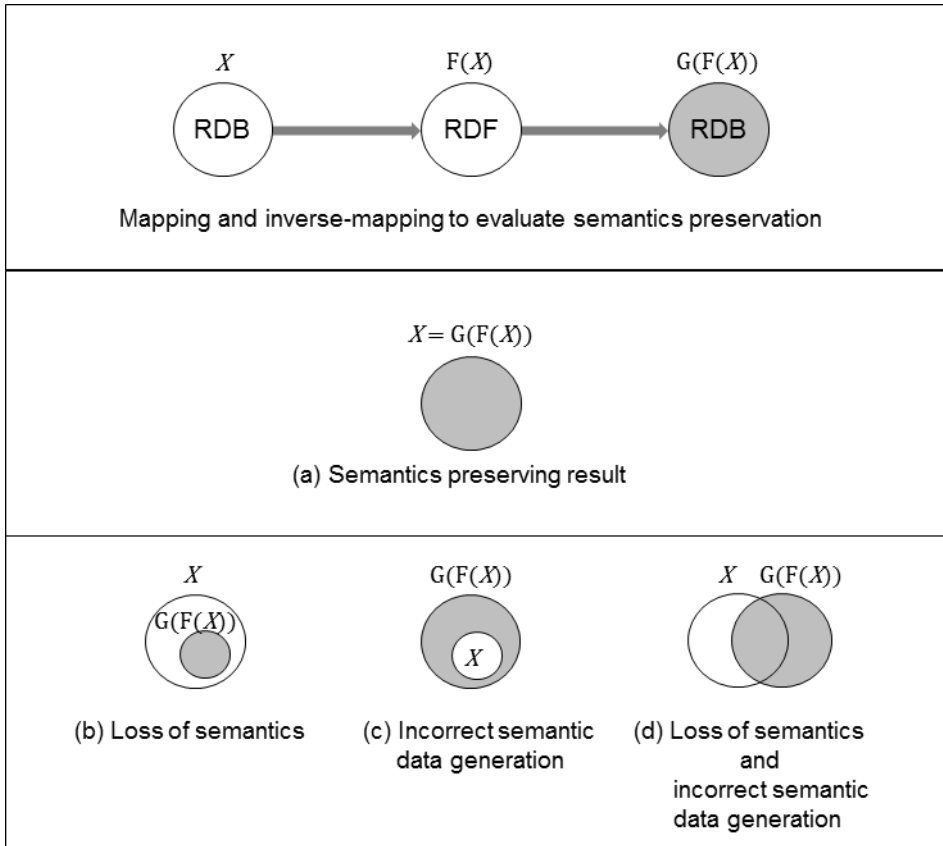 X F(X) G(F(X))
RDB RDF RDB
Mapping and inverse-mapping to evaluate semantics preservation
X = G(F(X))
(a) Semantics preserving result
X
G(F(X))
(b) Loss of semantics
G(F(X))
X
(c) Incorrect semantic
data generation
X G(F(X))
(d) Loss of semantics
and
incorrect semantic
data generation